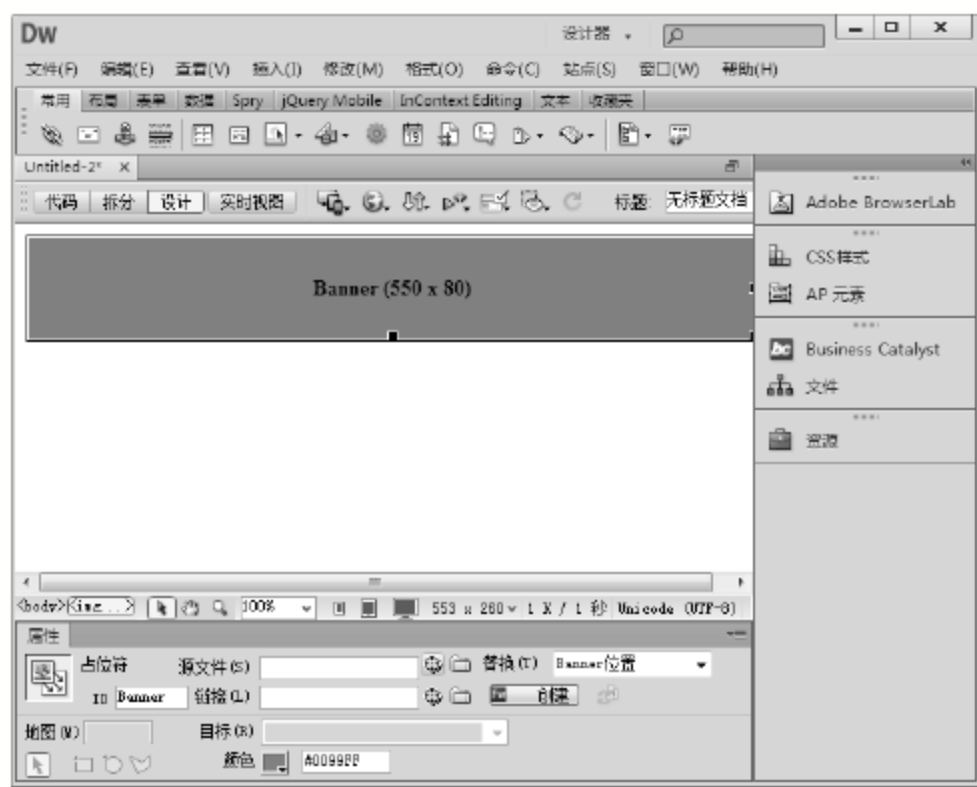 Dw 设计器
文件(F) 编辑(E) 查看(V) 插入(I) 修改(M) 格式(O) 命令(C) 站点(S) 窗口(W) 帮助(H)
常用 布局 表单 数据 Spry jQuery Mobile InContext Editing 文本 收藏夹
Untitled-2* X
代码 拆分 设计 实时视图 标题: 无标题文档
Adobe BrowserLab
CSS样式
AP 元素
Business Catalyst
文件
资源
Banner (550 x 80)
<body><img...> 100% 553 x 260 1 K / 1 秒 Unicode (UTF-8)
属性
占位符 源文件(S) 替换(T) Banner位置
ID Banner 链接(L) 创建
地图(M) 目标(R)
颜色 #0099FF